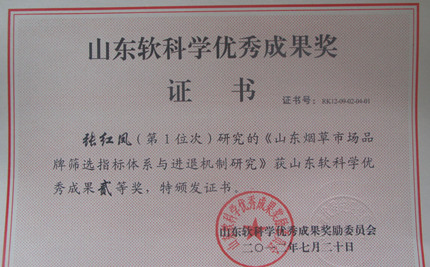 山东软科学优秀成果奖
证 书
证书号: RK12-09-02-04-01
张红凤(第1位次)研究的《山东烟草市场品
牌筛选指标体系与进退机制研究》获山东软科学优
秀成果贰等奖,特颁发证书。
山东软科学优秀成果奖励委员会
二〇一二年七月二十日